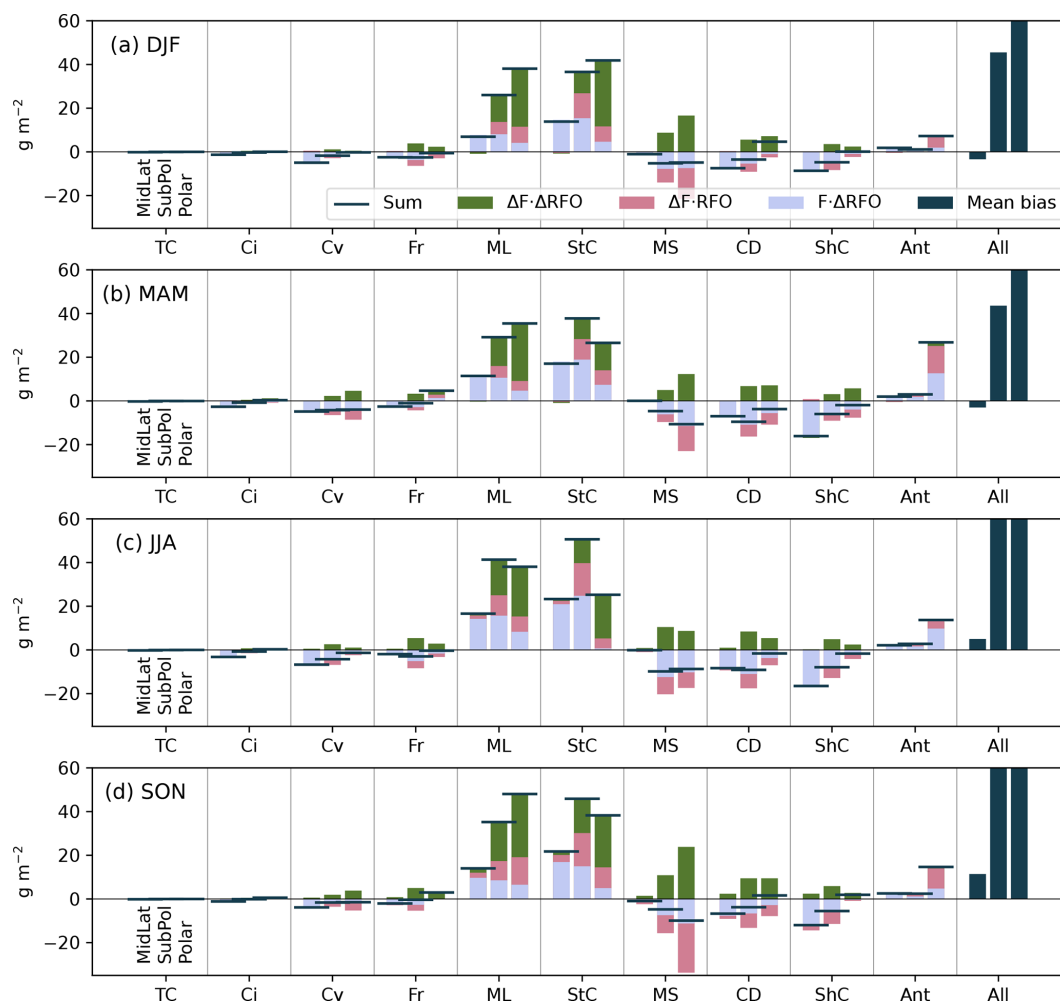 (a) DJF
g m⁻²
60
40
20
0
−20
MidLat
SubPol
Polar
Sum ΔF·ΔRFO ΔF·RFO F·ΔRFO Mean bias
TC Ci Cv Fr ML StC MS CD ShC Ant All
(b) MAM
g m⁻²
60
40
20
0
−20
MidLat
SubPol
Polar
TC Ci Cv Fr ML StC MS CD ShC Ant All
(c) JJA
g m⁻²
60
40
20
0
−20
MidLat
SubPol
Polar
TC Ci Cv Fr ML StC MS CD ShC Ant All
(d) SON
g m⁻²
60
40
20
0
−20
MidLat
SubPol
Polar
TC Ci Cv Fr ML StC MS CD ShC Ant All